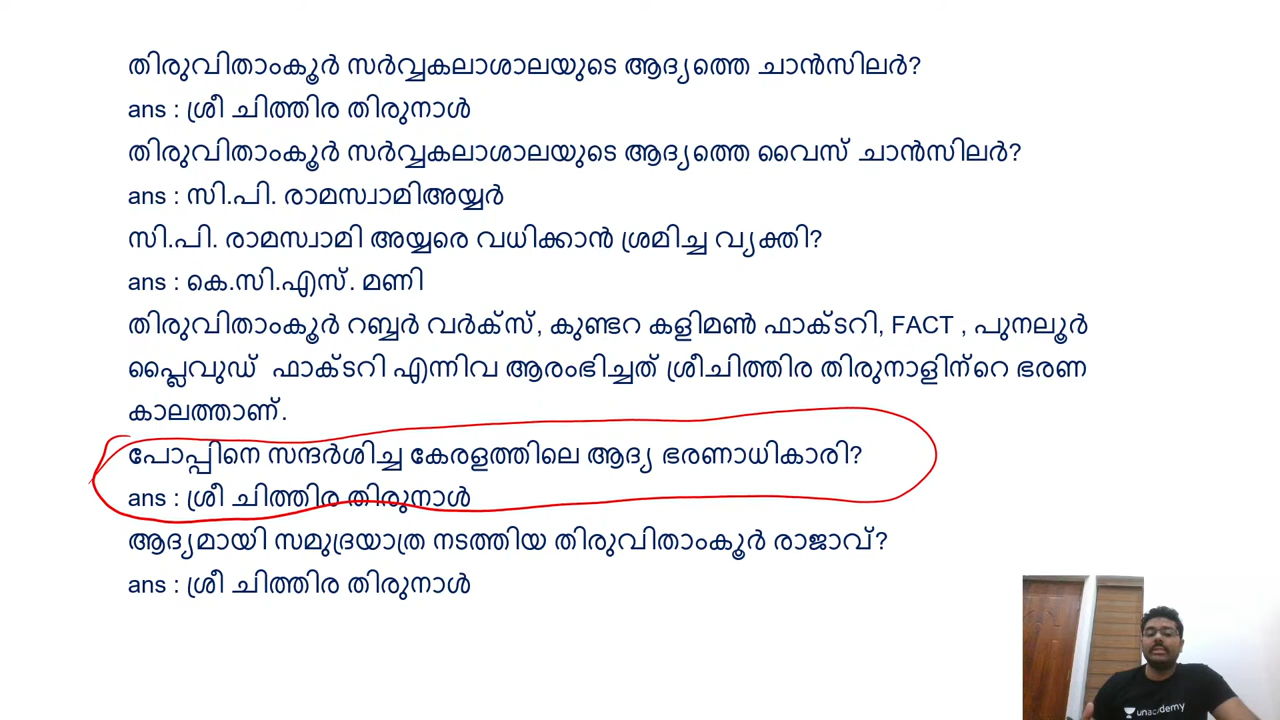 തിരുവിതാംകൂർ സർവ്വകലാശാലയുടെ ആദ്യത്തെ ചാൻസിലർ?
ans : ശ്രീ ചിത്തിര തിരുനാൾ
തിരുവിതാംകൂർ സർവ്വകലാശാലയുടെ ആദ്യത്തെ വൈസ് ചാൻസിലർ?
ans : സി.പി. രാമസ്വാമിഅയ്യർ
സി.പി. രാമസ്വാമി അയ്യരെ വധിക്കാൻ ശ്രമിച്ച വ്യക്തി?
ans : കെ.സി.എസ്. മണി
തിരുവിതാംകൂർ റബ്ബർ വർക്സ്, കുണ്ടറ കളിമൺ ഫാക്ടറി, FACT , പുനലൂർ
പ്ലൈവുഡ് ഫാക്ടറി എന്നിവ ആരംഭിച്ചത് ശ്രീചിത്തിര തിരുനാളിന്റെ ഭരണ
കാലത്താണ്.
പോപ്പിനെ സന്ദർശിച്ച കേരളത്തിലെ ആദ്യ ഭരണാധികാരി?
ans : ശ്രീ ചിത്തിര തിരുനാൾ
ആദ്യമായി സമുദ്രയാത്ര നടത്തിയ തിരുവിതാംകൂർ രാജാവ്?
ans : ശ്രീ ചിത്തിര തിരുനാൾ
unacademy